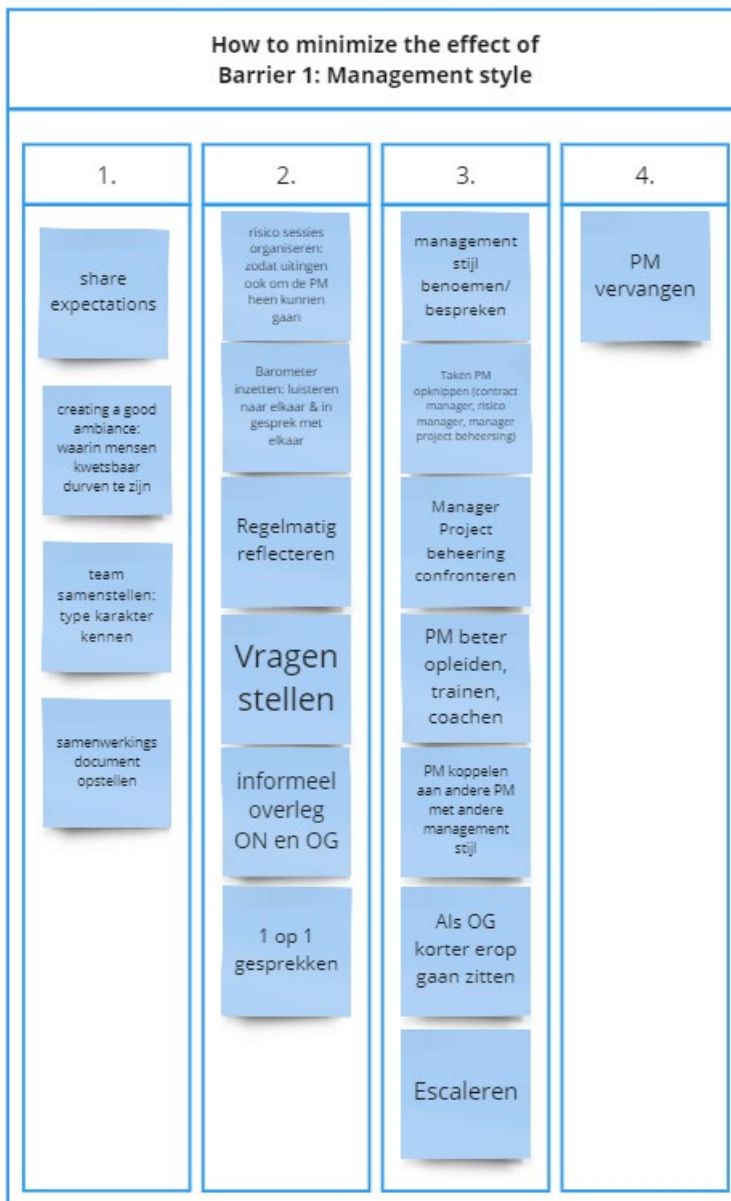 How to minimize the effect of
Barrier 1: Management style
1.
2.
3.
4.
share
expectations
creating a good
ambiance:
waarin mensen
kwetsbaar
durven te zijn
team
samenstellen:
type karakter
kennen
samenwerkings
document
opstellen
risico sessies
organiseren:
zodat uitingen
ook om de PM
heen kunnen
gaan
Barometer
inzetten: luisteren
naar elkaar & in
gesprek met
elkaar
Regelmatig
reflecteren
Vragen
stellen
informeel
overleg
ON en OG
1 op 1
gesprekken
management
stijl
benoemen/
bespreken
Taken PM
opknippen (contract
manager, risico
manager, manager
project beheersing)
Manager
Project
beheering
confronteren
PM beter
opleiden,
trainen,
coachen
PM koppelen
aan andere PM
met andere
management
stijl
Als OG
korter erop
gaan zitten
Escaleren
PM
vervangen